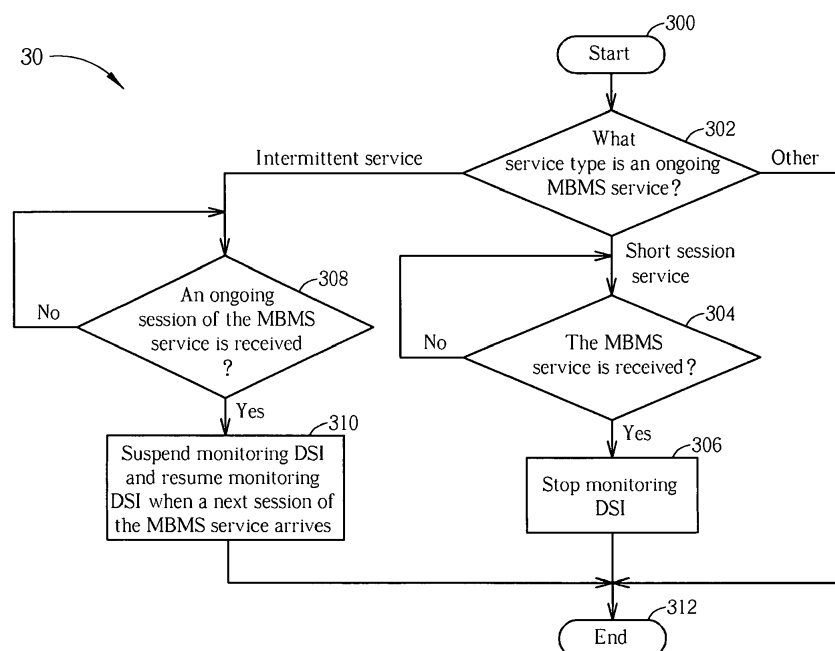 30
300
Start
302
What
service type is an ongoing
MBMS service?
Intermittent service
Other
Short session
service
308
An ongoing
session of the MBMS
service is received
?
No
304
The MBMS
service is received?
No
Yes
310
Suspend monitoring DSI
and resume monitoring
DSI when a next session of
the MBMS service arrives
Yes
306
Stop monitoring
DSI
312
End